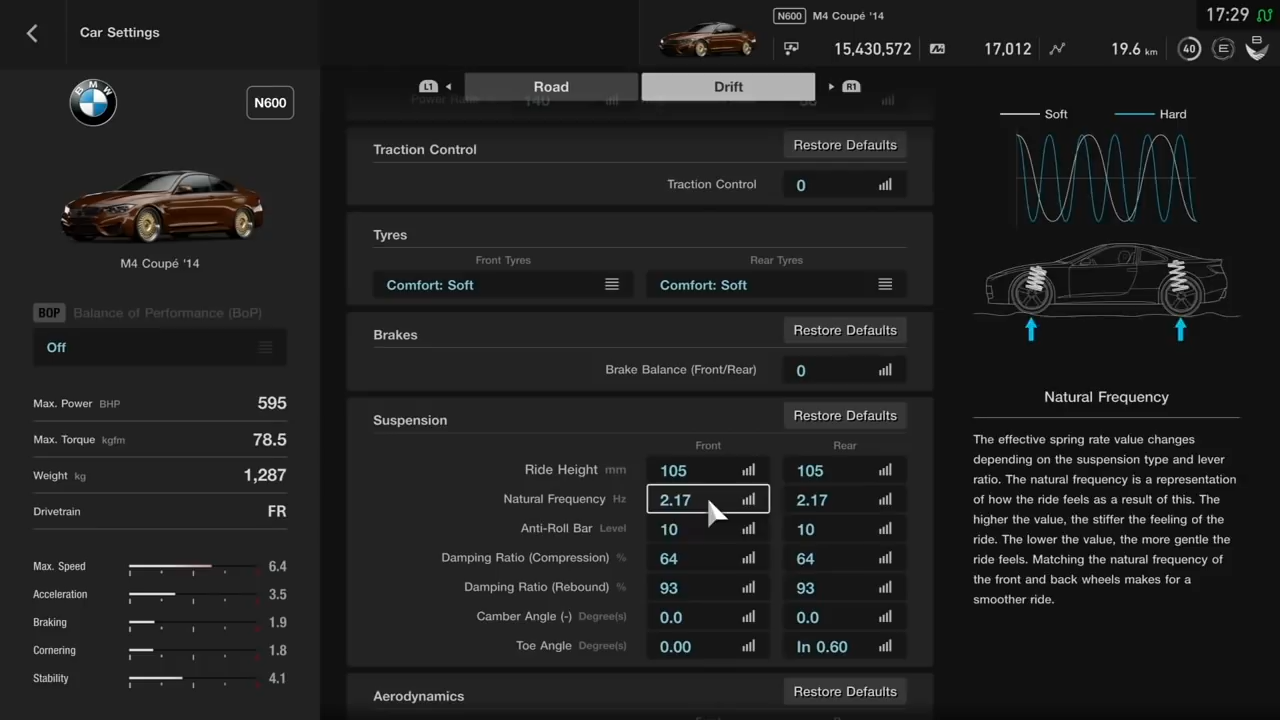 Car Settings
N600 M4 Coupé '14
17:29
15,430,572 17,012 19.6 km 40 E B
BMW
N600
M4 Coupé '14
BOP Balance of Performance (BoP)
Off
Max. Power BHP 595
Max. Torque kgfm 78.5
Weight kg 1,287
Drivetrain FR
Max. Speed 6.4
Acceleration 3.5
Braking 1.9
Cornering 1.8
Stability 4.1
L1 Road Drift R1
Traction Control Restore Defaults
Traction Control 0
Tyres
Front Tyres Rear Tyres
Comfort: Soft Comfort: Soft
Brakes Restore Defaults
Brake Balance (Front/Rear) 0
Suspension Restore Defaults
Front Rear
Ride Height mm 105 105
Natural Frequency Hz 2.17 2.17
Anti-Roll Bar Level 10 10
Damping Ratio (Compression) % 64 64
Damping Ratio (Rebound) % 93 93
Camber Angle (-) Degree(s) 0.0 0.0
Toe Angle Degree(s) 0.00 In 0.60
Aerodynamics Restore Defaults
Soft Hard
Natural Frequency
The effective spring rate value changes
depending on the suspension type and lever
ratio. The natural frequency is a representation
of how the ride feels as a result of this. The
higher the value, the stiffer the feeling of the
ride. The lower the value, the more gentle the
ride feels. Matching the natural frequency of
the front and back wheels makes for a
smoother ride.